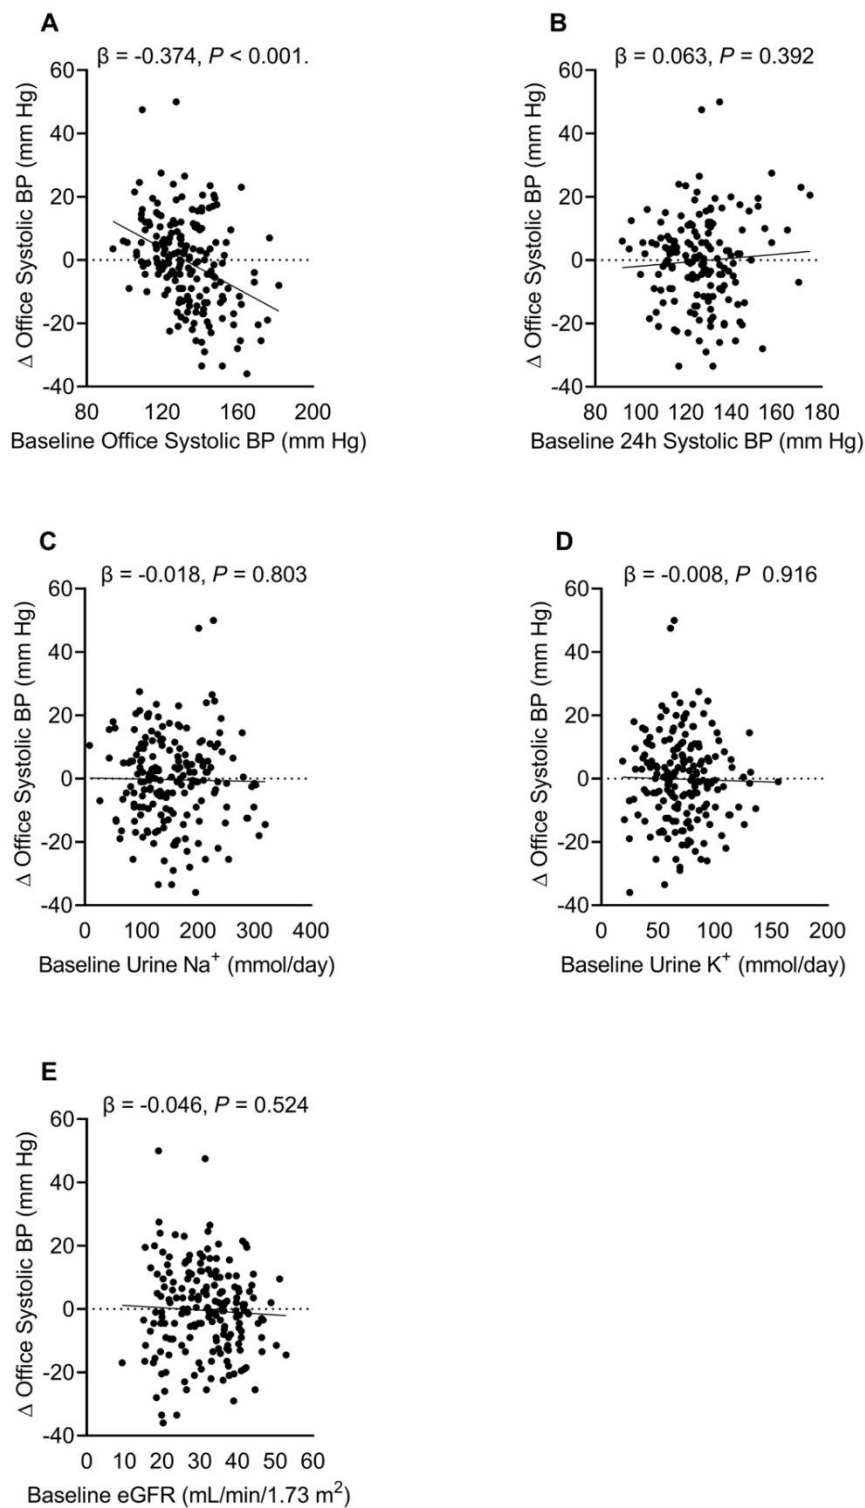 A
β = -0.374, P < 0.001.
Δ Office Systolic BP (mm Hg)
60
40
20
0
-20
-40
80 120 160 200
Baseline Office Systolic BP (mm Hg)
B
β = 0.063, P = 0.392
Δ Office Systolic BP (mm Hg)
60
40
20
0
-20
-40
80 100 120 140 160 180
Baseline 24h Systolic BP (mm Hg)
C
β = -0.018, P = 0.803
Δ Office Systolic BP (mm Hg)
60
40
20
0
-20
-40
0 100 200 300 400
Baseline Urine Na⁺ (mmol/day)
D
β = -0.008, P 0.916
Δ Office Systolic BP (mm Hg)
60
40
20
0
-20
-40
0 50 100 150 200
Baseline Urine K⁺ (mmol/day)
E
β = -0.046, P = 0.524
Δ Office Systolic BP (mm Hg)
60
40
20
0
-20
-40
0 10 20 30 40 50 60
Baseline eGFR (mL/min/1.73 m²)